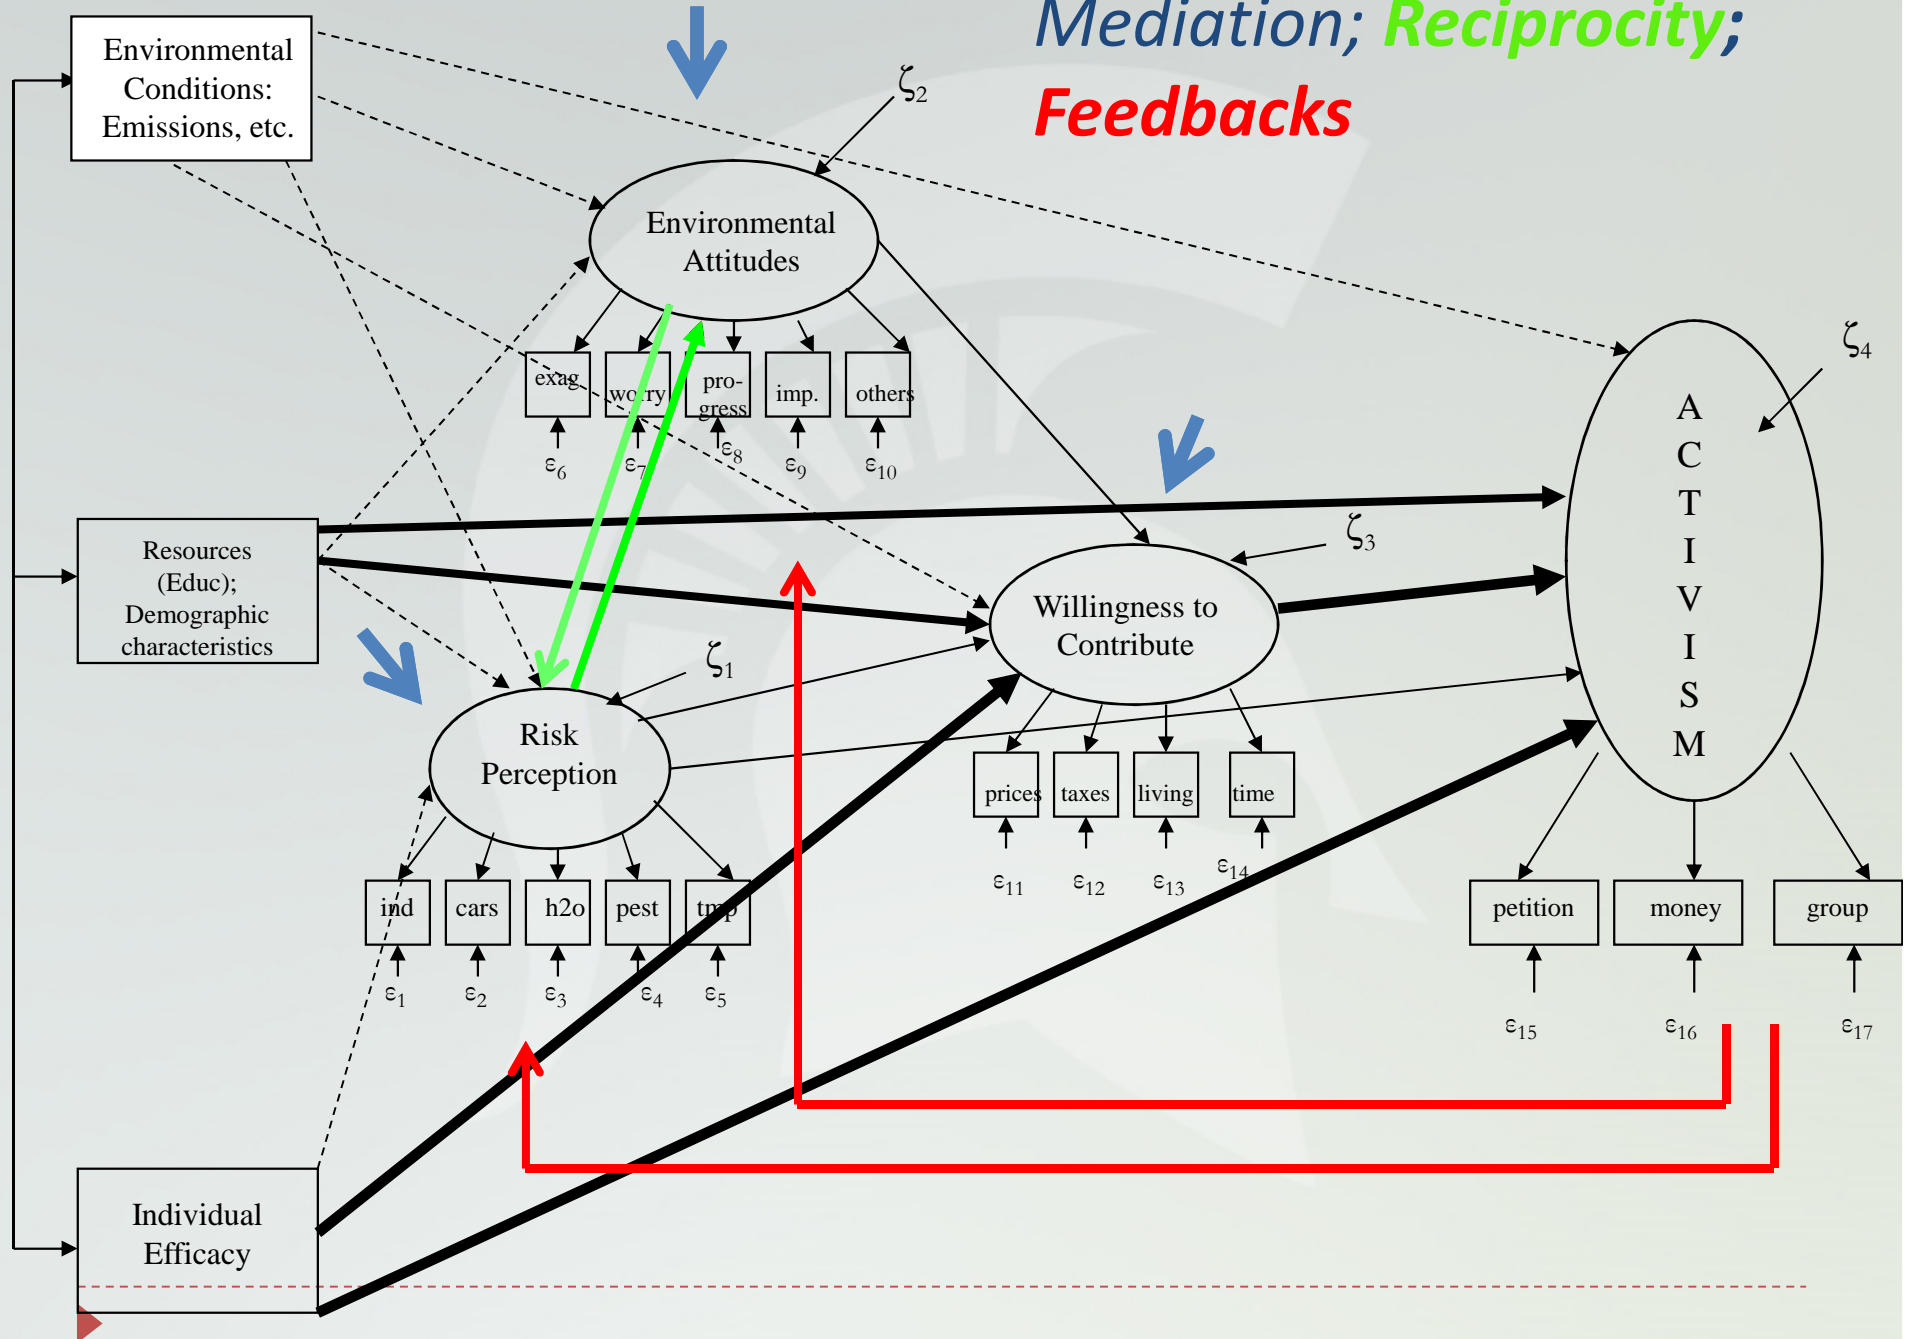 Mediation; Reciprocity;
Feedbacks
Environmental
Conditions:
Emissions, etc.
ζ2
Environmental
Attitudes
exag
worry
pro-
gress
imp.
others
ε6
ε7
ε8
ε9
ε10
ζ4
A
C
T
I
V
I
S
M
Resources
(Educ);
Demographic
characteristics
ζ3
Willingness to
Contribute
ζ1
Risk
Perception
prices
taxes
living
time
ε11
ε12
ε13
ε14
ind
cars
h2o
pest
tmp
ε1
ε2
ε3
ε4
ε5
petition
money
group
ε15
ε16
ε17
Individual
Efficacy